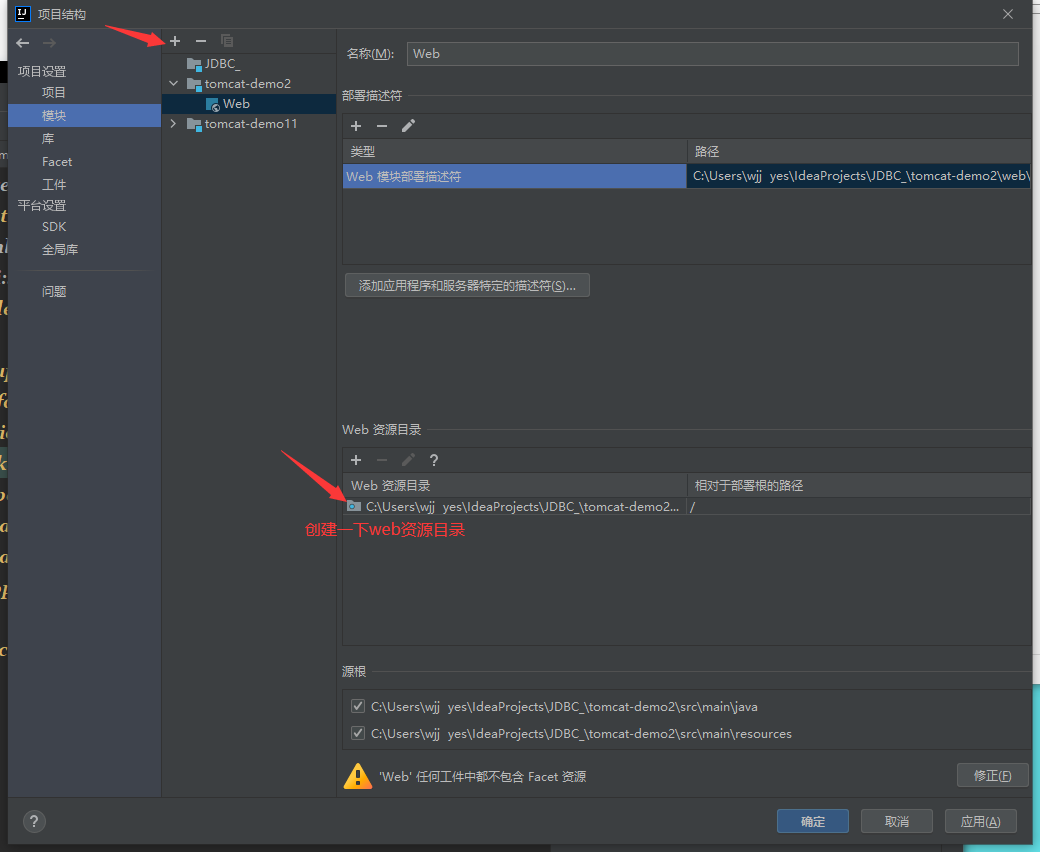 项目结构
项目设置
项目
模块
库
Facet
工件
平台设置
SDK
全局库
问题
JDBC_
tomcat-demo2
Web
tomcat-demo11
名称(M):
Web
部署描述符
类型 路径
Web 模块部署描述符 C:\Users\wjj yes\IdeaProjects\JDBC_\tomcat-demo2\web\
添加应用程序和服务器特定的描述符(S)...
Web 资源目录
Web 资源目录 相对于部署根的路径
C:\Users\wjj yes\IdeaProjects\JDBC_\tomcat-demo2... /
创建一下web资源目录
源根
C:\Users\wjj yes\IdeaProjects\JDBC_\tomcat-demo2\src\main\java
C:\Users\wjj yes\IdeaProjects\JDBC_\tomcat-demo2\src\main\resources
'Web' 任何工件中都不包含 Facet 资源
修正(F)
确定 取消 应用(A)